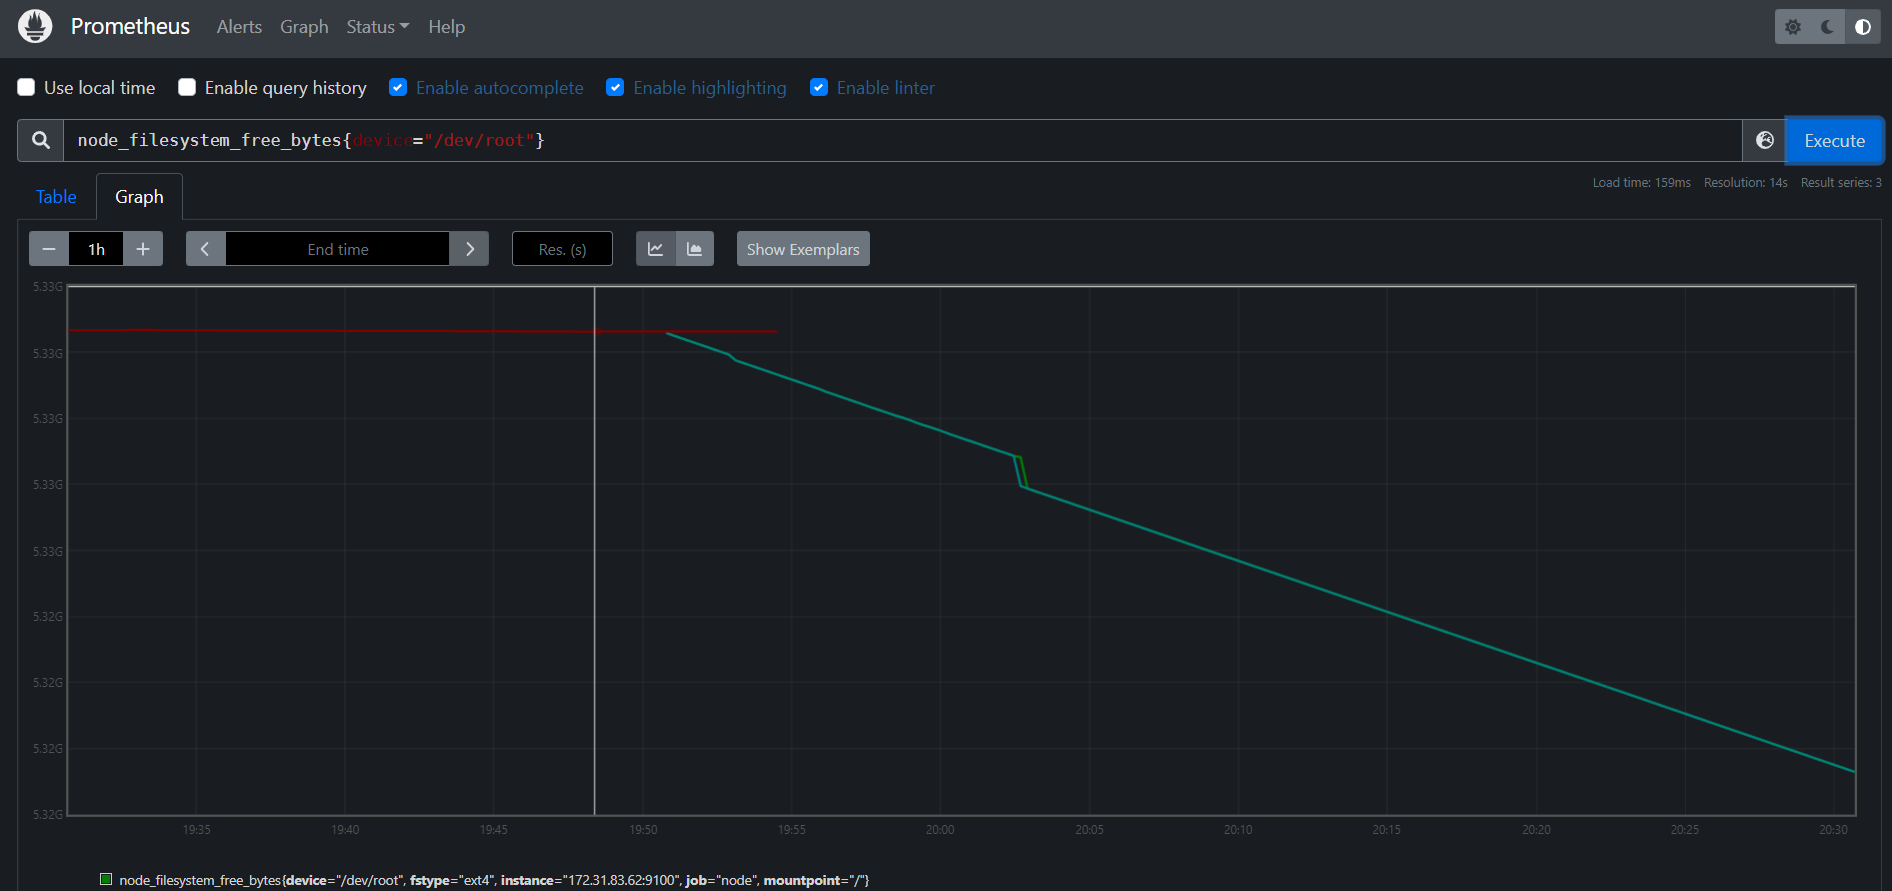 Prometheus Alerts Graph Status Help
Use local time Enable query history Enable autocomplete Enable highlighting Enable linter
node_filesystem_free_bytes{device="/dev/root"} Execute
Load time: 159ms Resolution: 14s Result series: 3
Table Graph
1h End time Res. (s) Show Exemplars
5.33G
5.33G
5.33G
5.33G
5.33G
5.32G
5.32G
5.32G
5.32G
19:35 19:40 19:45 19:50 19:55 20:00 20:05 20:10 20:15 20:20 20:25 20:30
node_filesystem_free_bytes{device="/dev/root", fstype="ext4", instance="172.31.83.62:9100", job="node", mountpoint="/"}